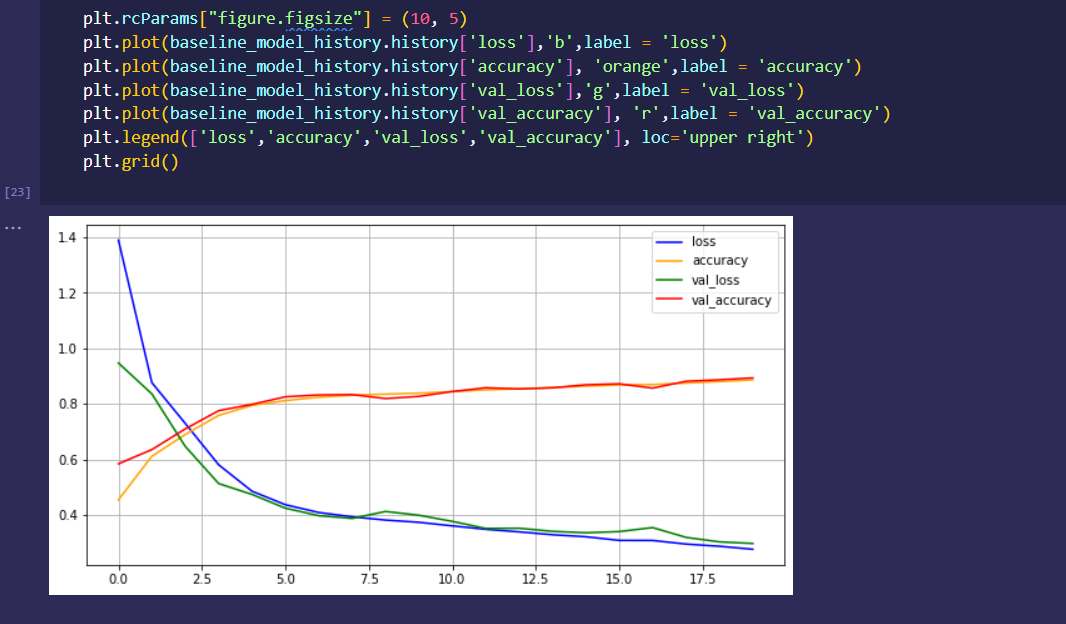 plt.rcParams["figure.figsize"] = (10, 5)
plt.plot(baseline_model_history.history['loss'],'b',label = 'loss')
plt.plot(baseline_model_history.history['accuracy'], 'orange',label = 'accuracy')
plt.plot(baseline_model_history.history['val_loss'],'g',label = 'val_loss')
plt.plot(baseline_model_history.history['val_accuracy'], 'r',label = 'val_accuracy')
plt.legend(['loss','accuracy','val_loss','val_accuracy'], loc='upper right')
plt.grid()
[23]
...
1.4
1.2
1.0
0.8
0.6
0.4
loss
accuracy
val_loss
val_accuracy
0.0 2.5 5.0 7.5 10.0 12.5 15.0 17.5